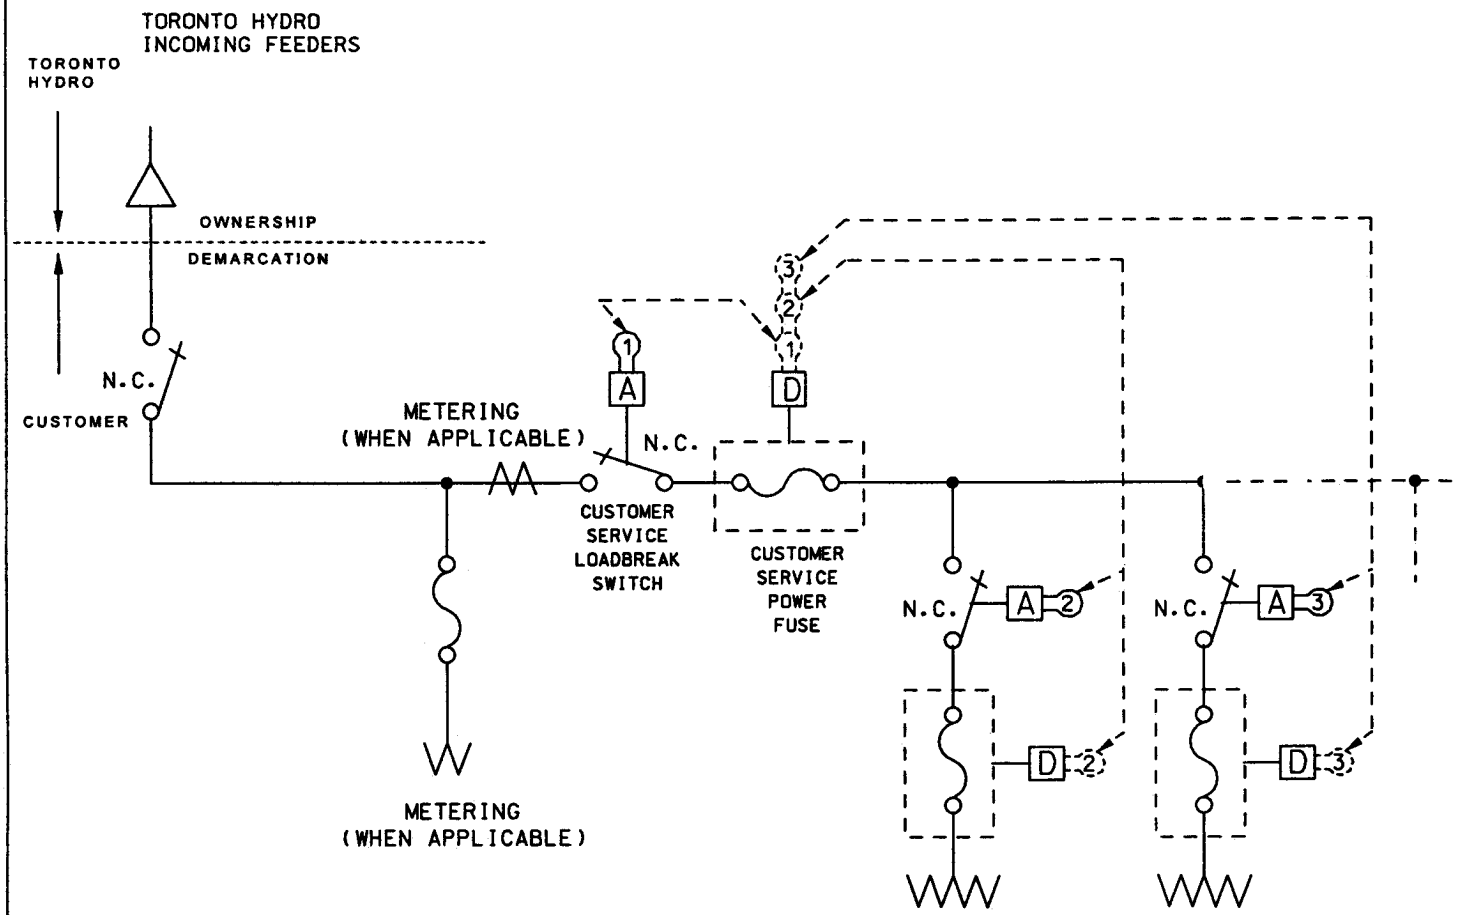 TORONTO HYDRO
INCOMING FEEDERS
TORONTO
HYDRO
OWNERSHIP
DEMARCATION
N.C.
CUSTOMER
METERING
(WHEN APPLICABLE)
1
A
N.C.
CUSTOMER
SERVICE
LOADBREAK
SWITCH
3
2
1
D
CUSTOMER
SERVICE
POWER
FUSE
METERING
(WHEN APPLICABLE)
N.C.
A 2
D 2
N.C.
A 3
D 3